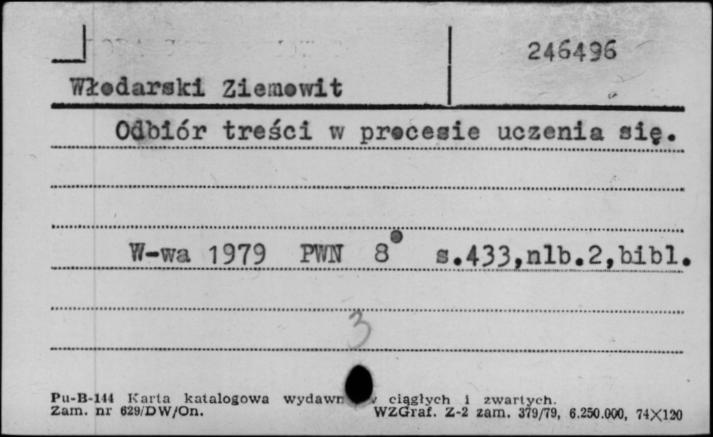 246496
Włodarski Ziemowit
Odbiór treści w procesie uczenia się.
W-wa 1979 PWN 8° s.433,nlb.2,bibl.
3
Pu-B-144 Karta katalogowa ciągłych i zwartych.
Zam. nr 629/DW/On. WZGraf. Z-2 zam. 379/79, 6.250.000, 74X120